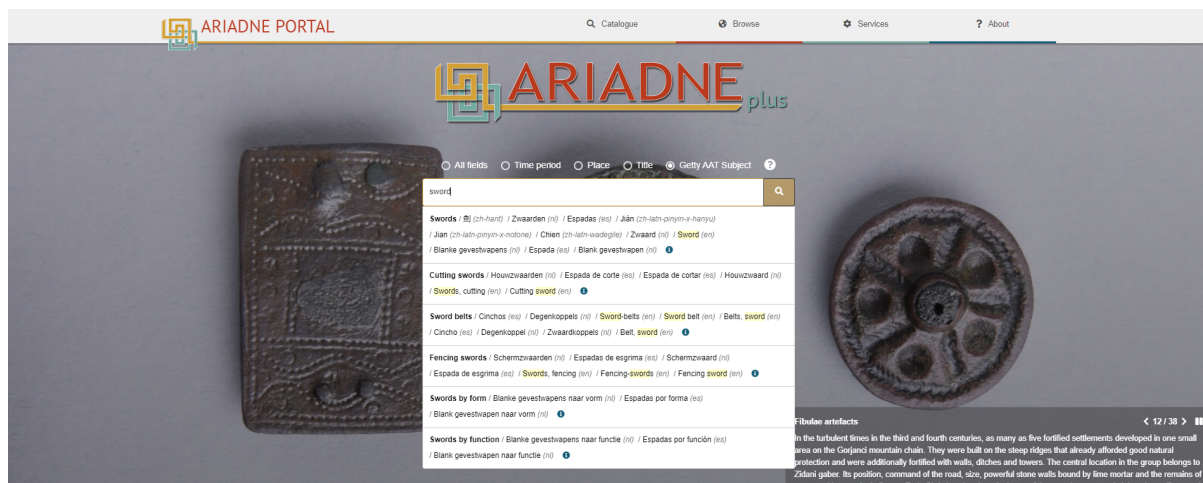 ARIADNE PORTAL
Catalogue
Browse
Services
? About
ARIADNE
plus
All fields Time period Place Title Getty AAT Subject ?
sword
Swords / 劍 (zh-hant) / Zwaarden (nl) / Espadas (es) / Jián (zh-latn-pinyin-x-hanyu)
/ Jian (zh-latn-pinyin-x-notone) / Chien (zh-latn-wadegile) / Zwaard (nl) / Sword (en)
/ Blanke gevestwapens (nl) / Espada (es) / Blank gevestwapen (nl)
Cutting swords / Houwzwaarden (nl) / Espada de corte (es) / Espada de cortar (es) / Houwzwaard (nl)
/ Swords, cutting (en) / Cutting sword (en)
Sword belts / Cinchos (es) / Degenkoppels (nl) / Sword-belts (en) / Sword belt (en) / Belts, sword (en)
/ Cincho (es) / Degenkoppel (nl) / Zwaardkoppels (nl) / Belt, sword (en)
Fencing swords / Schermzwaarden (nl) / Espadas de esgrima (es) / Schermzwaard (nl)
/ Espada de esgrima (es) / Swords, fencing (en) / Fencing-swords (en) / Fencing sword (en)
Swords by form / Blanke gevestwapens naar vorm (nl) / Espadas por forma (es)
/ Blank gevestwapen naar vorm (nl)
Swords by function / Blanke gevestwapens naar functie (nl) / Espadas por función (es)
/ Blank gevestwapen naar functie (nl)
Fibulae artefacts < 12 / 38 >
In the turbulent times in the third and fourth centuries, as many as five fortified settlements developed in one small
area on the Gorjanci mountain chain. They were built on the steep ridges that already afforded good natural
protection and were additionally fortified with walls, ditches and towers. The central location in the group belongs to
Zidani gaber. Its position, command of the road, size, powerful stone walls bound by lime mortar and the remains of